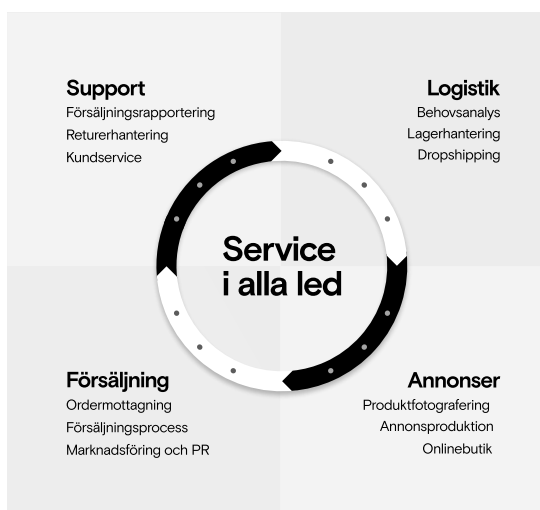 Support
Försäljningsrapportering
Returerhantering
Kundservice
Logistik
Behovsanalys
Lagerhantering
Dropshipping
Service
i alla led
Försäljning
Ordermottagning
Försäljningsprocess
Marknadsföring och PR
Annonser
Produktfotografering
Annonsproduktion
Onlinebutik